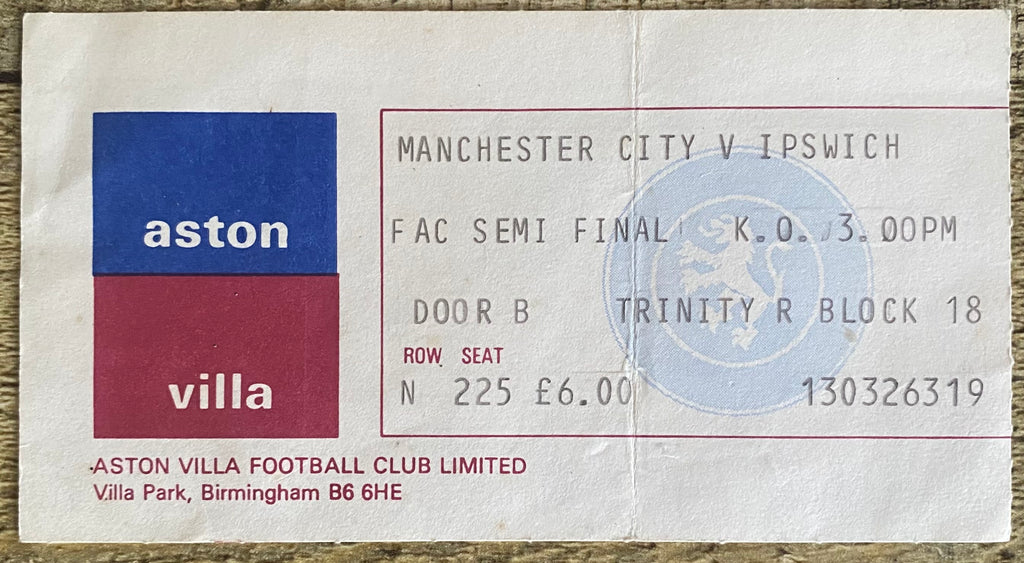 aston
villa
MANCHESTER CITY V IPSWICH
FAC SEMI FINAL K.O. 3.00PM
DOOR B TRINITY R BLOCK 18
ROW SEAT
N 225 £6.00 130326319
ASTON VILLA FOOTBALL CLUB LIMITED
Villa Park, Birmingham B6 6HE